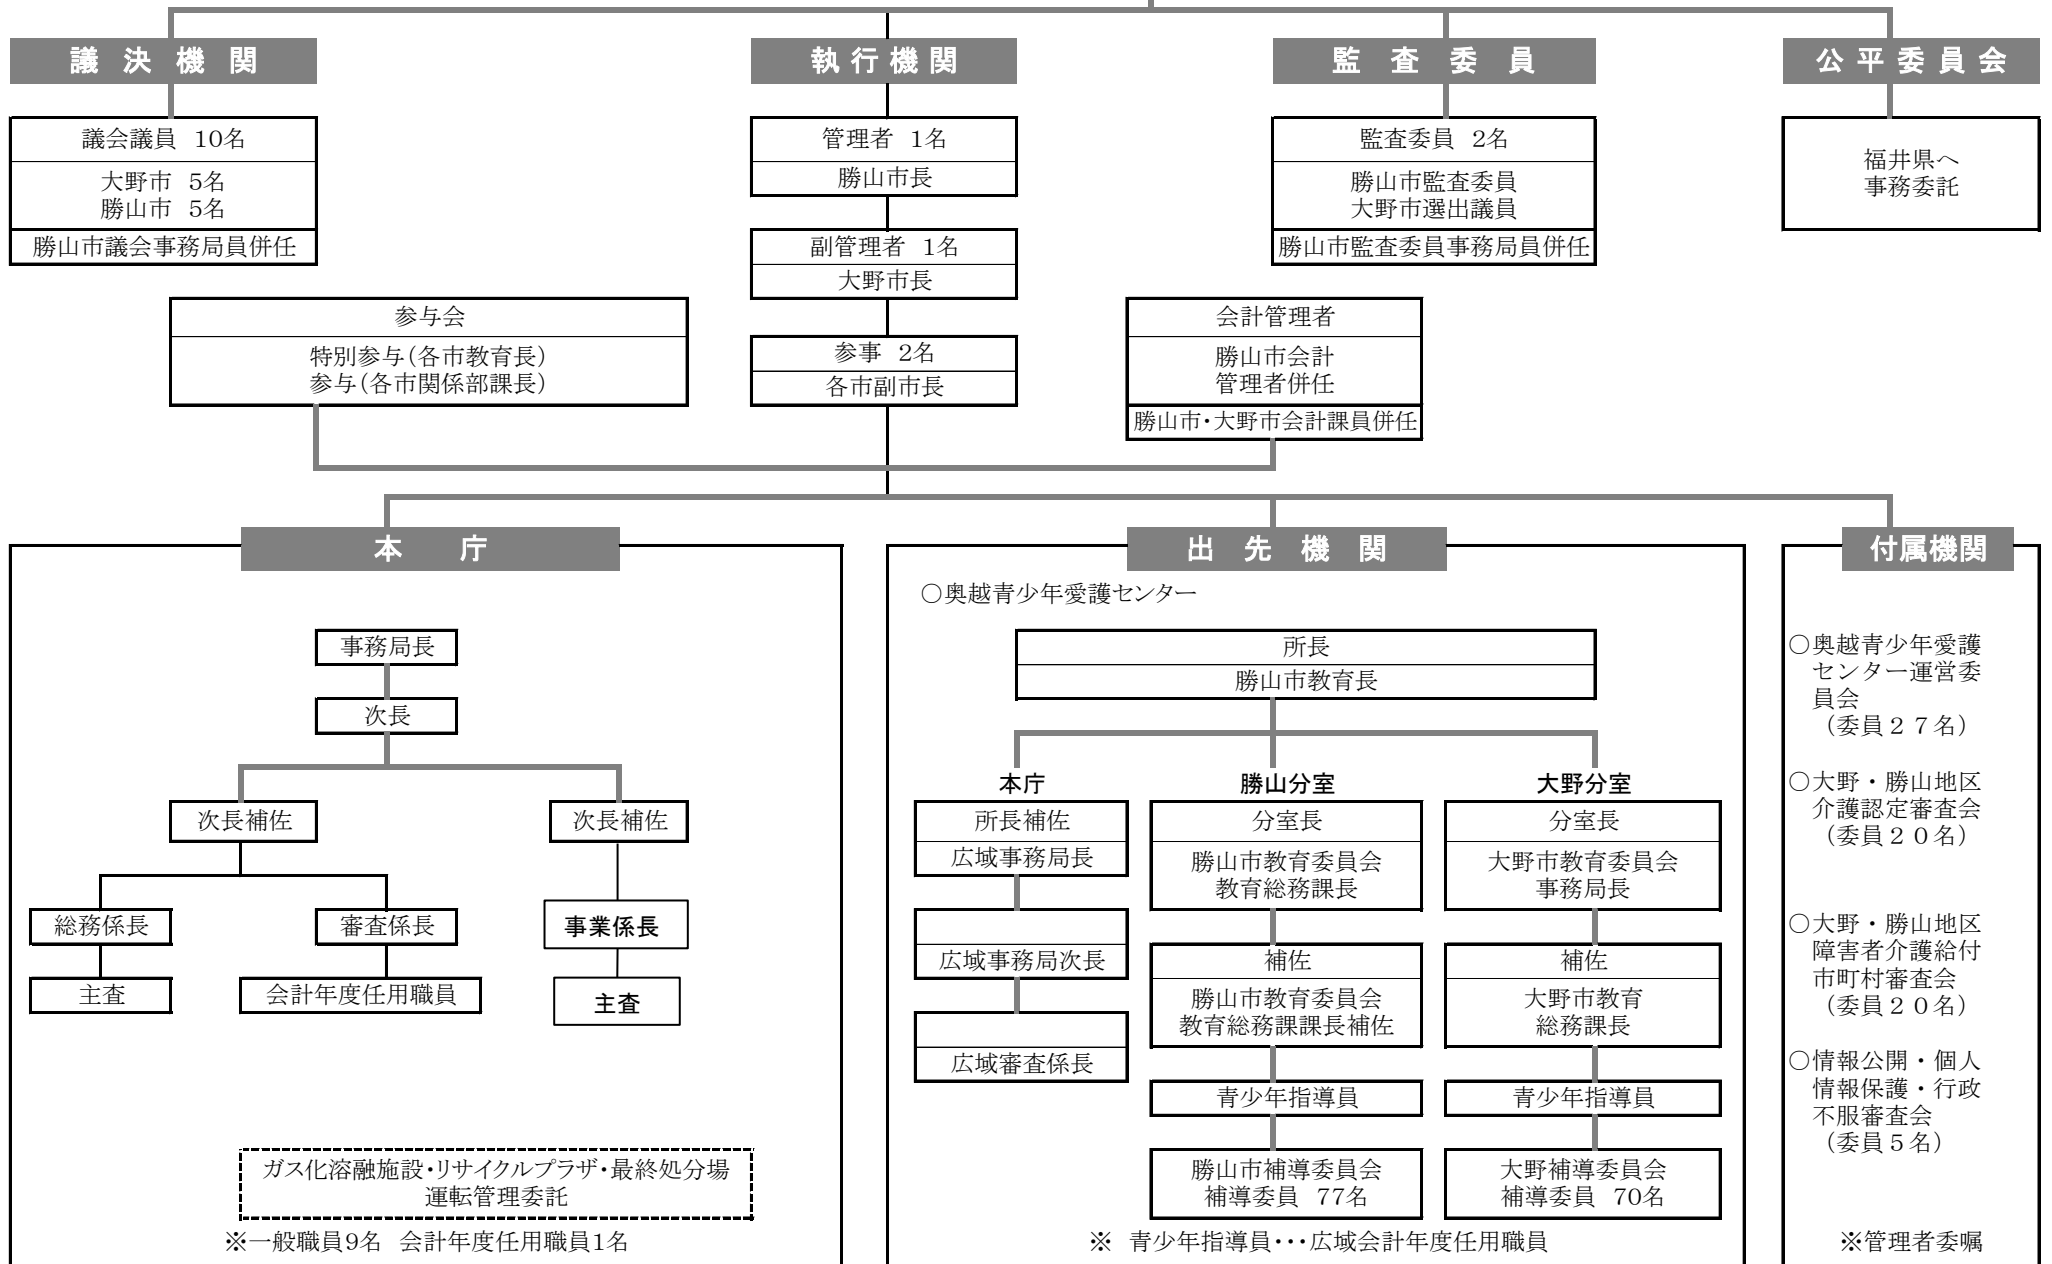 議決機関
執行機関
監査委員
公平委員会
議会議員 10名
大野市 5名
勝山市 5名
勝山市議会事務局員併任
管理者 1名
勝山市長
副管理者 1名
大野市長
参事 2名
各市副市長
監査委員 2名
勝山市監査委員
大野市選出議員
勝山市監査委員事務局員併任
福井県へ
事務委託
参与会
特別参与(各市教育長)
参与(各市関係部課長)
会計管理者
勝山市会計
管理者併任
勝山市・大野市会計課員併任
本庁
事務局長
次長
次長補佐
次長補佐
総務係長
審査係長
事業係長
主査
会計年度任用職員
主査
ガス化溶融施設・リサイクルプラザ・最終処分場
運転管理委託
※一般職員9名 会計年度任用職員1名
出先機関
○奥越青少年愛護センター
所長
勝山市教育長
本庁
所長補佐
広域事務局長
広域事務局次長
広域審査係長
勝山分室
分室長
勝山市教育委員会
教育総務課長
補佐
勝山市教育委員会
教育総務課課長補佐
青少年指導員
勝山市補導委員会
補導委員 77名
大野分室
分室長
大野市教育委員会
事務局長
補佐
大野市教育
総務課長
青少年指導員
大野補導委員会
補導委員 70名
※ 青少年指導員・・・広域会計年度任用職員
付属機関
○奥越青少年愛護
センター運営委
員会
(委員27名)
○大野・勝山地区
介護認定審査会
(委員20名)
○大野・勝山地区
障害者介護給付
市町村審査会
(委員20名)
○情報公開・個人
情報保護・行政
不服審査会
(委員5名)
※管理者委嘱